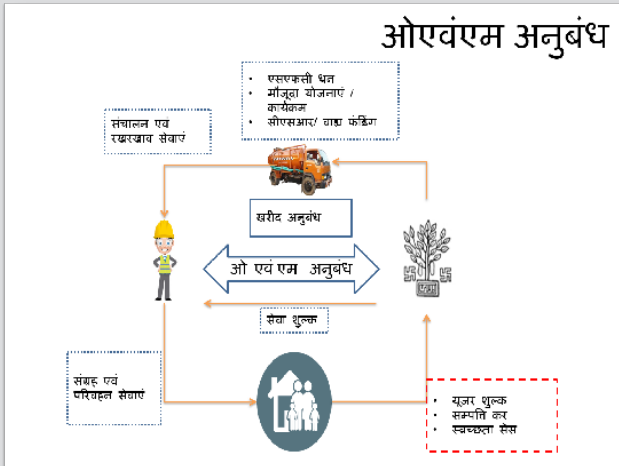 ओएवंएम अनुबंध
• एसएफसी धन
• मौजूदा योजनाएं /
कार्यक्रम
• सीएसआर/ वाह्य फंडिंग
संचालन एवं
रखरखाव सेवाएं
खरीद अनुबंध
ओ एवं एम अनुबंध
सेवा शुल्क
संग्रह एवं
परिवहन सेवाएं
• यूजर शुल्क
• सम्पत्ति कर
• स्वच्छता सेस